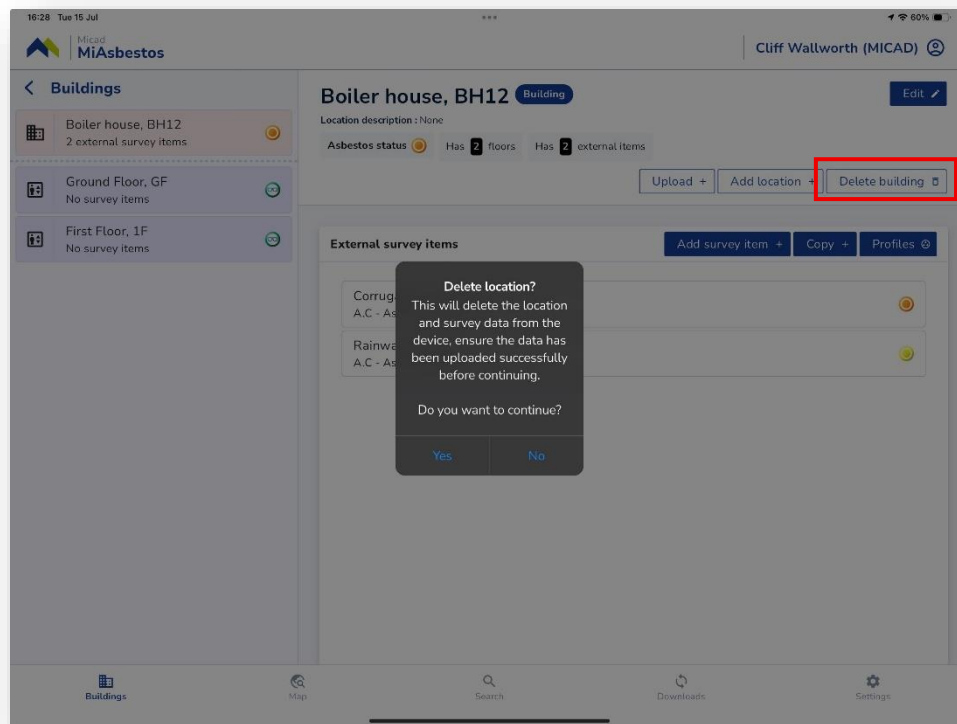 16:28 Tue 15 Jul
60%
Micad
MiAsbestos
Cliff Wallworth (MICAD)
Buildings
Boiler house, BH12
2 external survey items
Ground Floor, GF
No survey items
First Floor, 1F
No survey items
Boiler house, BH12 Building
Edit
Location description : None
Asbestos status Has 2 floors Has 2 external items
Upload + Add location + Delete building
External survey items
Add survey item + Copy + Profiles
Corrug
A.C - As
Rainwa
A.C - As
Delete location?
This will delete the location
and survey data from the
device, ensure the data has
been uploaded successfully
before continuing.
Do you want to continue?
Yes No
Buildings Map Search Downloads Settings